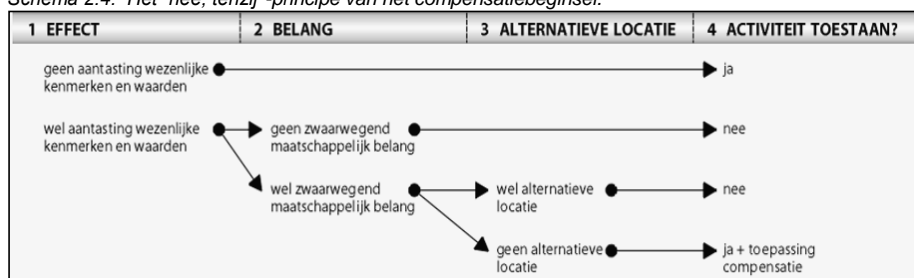 Schema 2.4: Het 'nee, tenzij'-principe van het compensatiebeginsel.
1 EFFECT 2 BELANG 3 ALTERNATIEVE LOCATIE 4 ACTIVITEIT TOESTAAN?
geen aantasting wezenlijke
kenmerken en waarden
ja
wel aantasting wezenlijke
kenmerken en waarden
geen zwaarwegend
maatschappelijk belang
nee
wel zwaarwegend
maatschappelijk belang
wel alternatieve
locatie
nee
geen alternatieve
locatie
ja + toepassing
compensatie